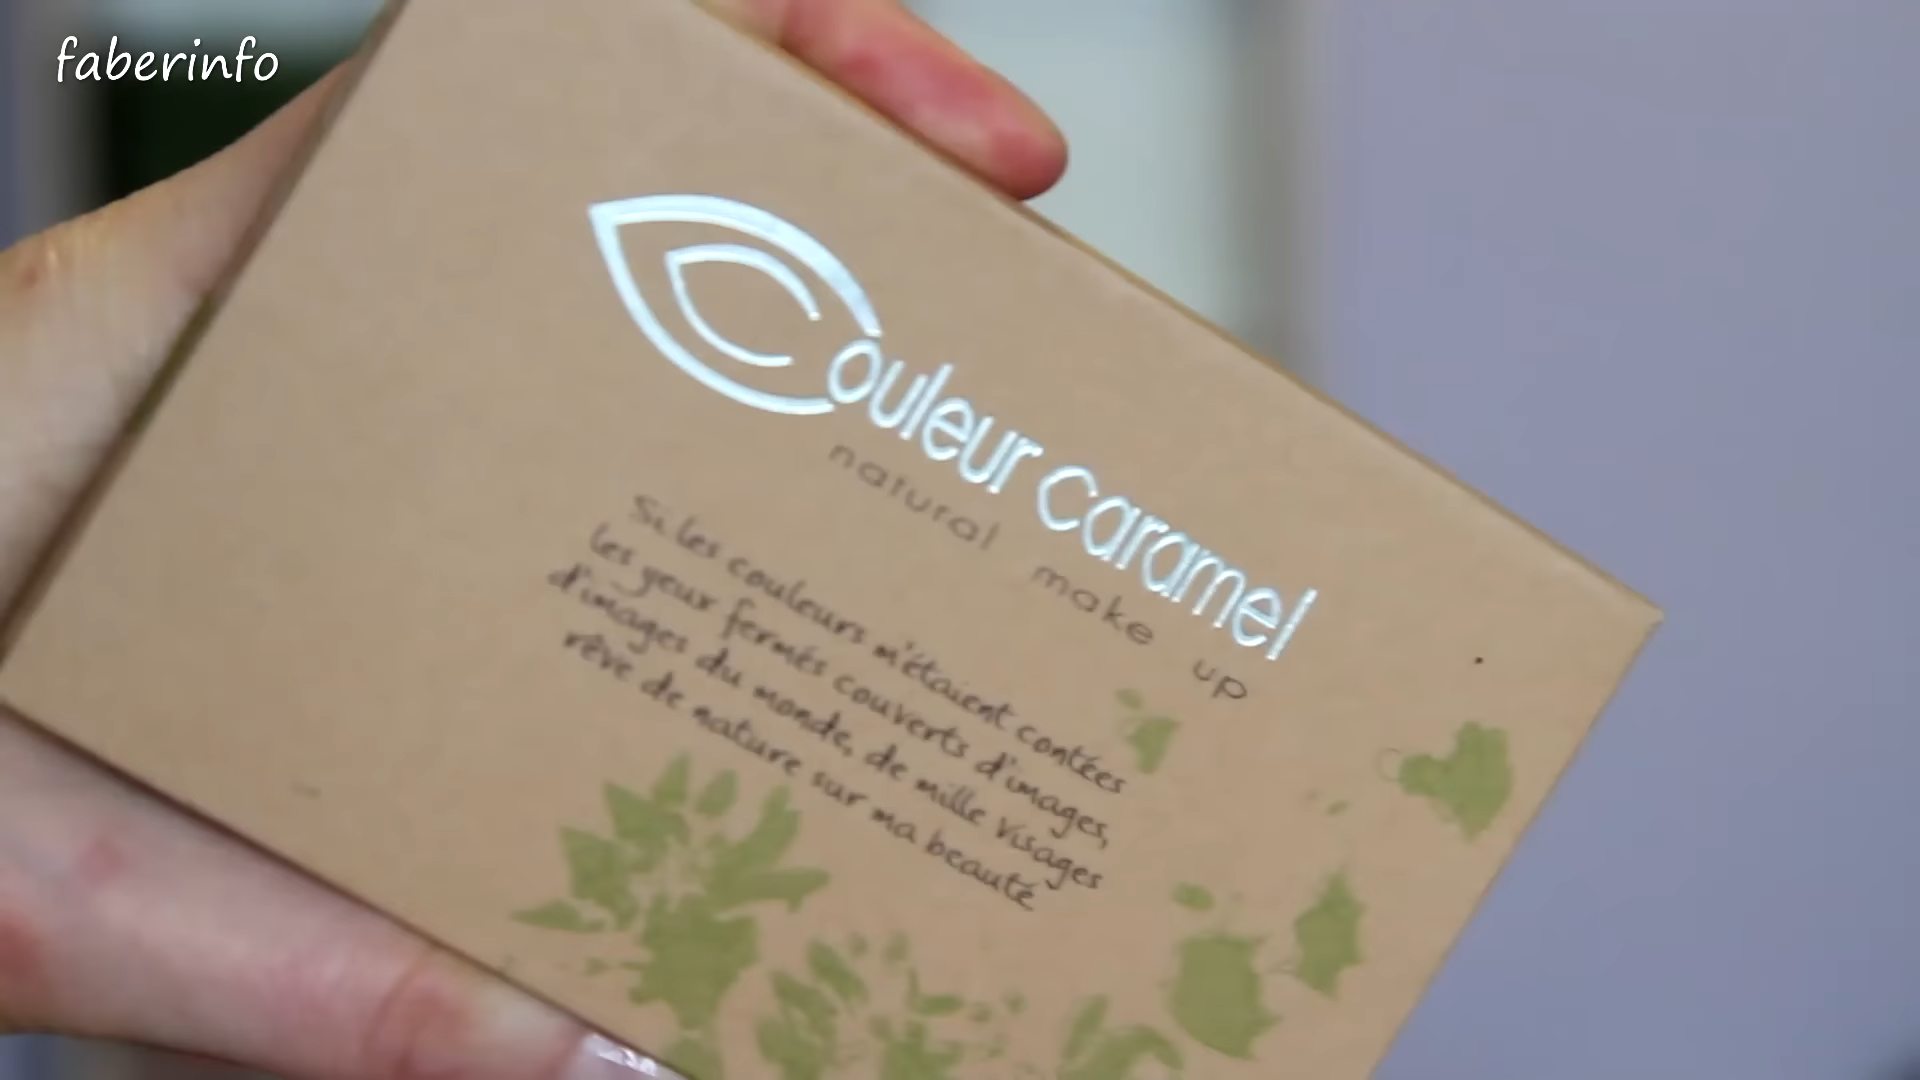 faberinfo
Couleur caramel
natural make up
Si les couleurs m'étaient contées
les yeux fermés couverts d'images,
d'images du monde, de mille visages
rêve de nature sur ma beauté